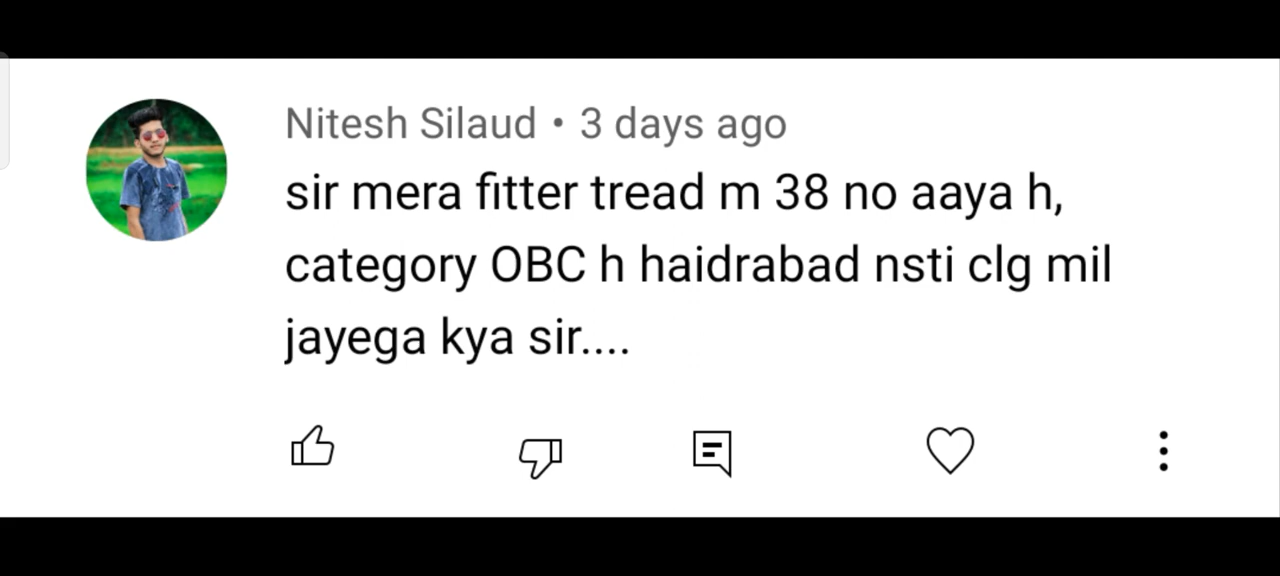 Nitesh Silaud • 3 days ago
sir mera fitter tread m 38 no aaya h,
category OBC h haidrabad nsti clg mil
jayega kya sir....